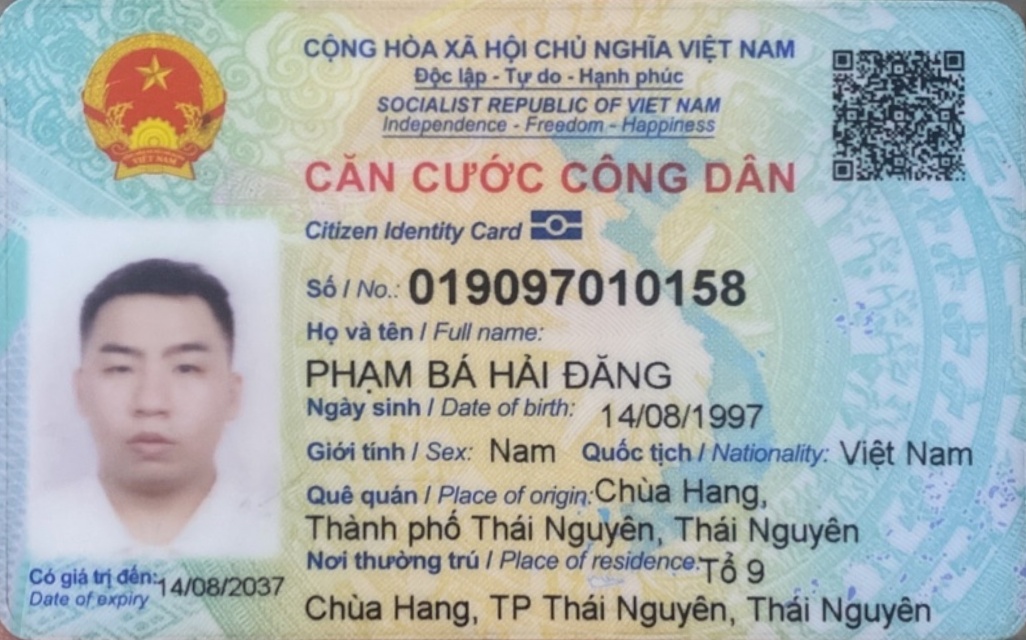 CỘNG HÒA XÃ HỘI CHỦ NGHĨA VIỆT NAM
Độc lập - Tự do - Hạnh phúc
SOCIALIST REPUBLIC OF VIET NAM
Independence - Freedom - Happiness
CĂN CƯỚC CÔNG DÂN
Citizen Identity Card
VIỆT NAM
Số / No.: 019097010158
Họ và tên / Full name:
PHẠM BÁ HẢI ĐĂNG
Ngày sinh / Date of birth: 14/08/1997
Giới tính / Sex: Nam Quốc tịch / Nationality: Việt Nam
Quê quán / Place of origin: Chùa Hang,
Thành phố Thái Nguyên, Thái Nguyên
Nơi thường trú / Place of residence: Tổ 9
Chùa Hang, TP Thái Nguyên, Thái Nguyên
Có giá trị đến: 14/08/2037
Date of expiry